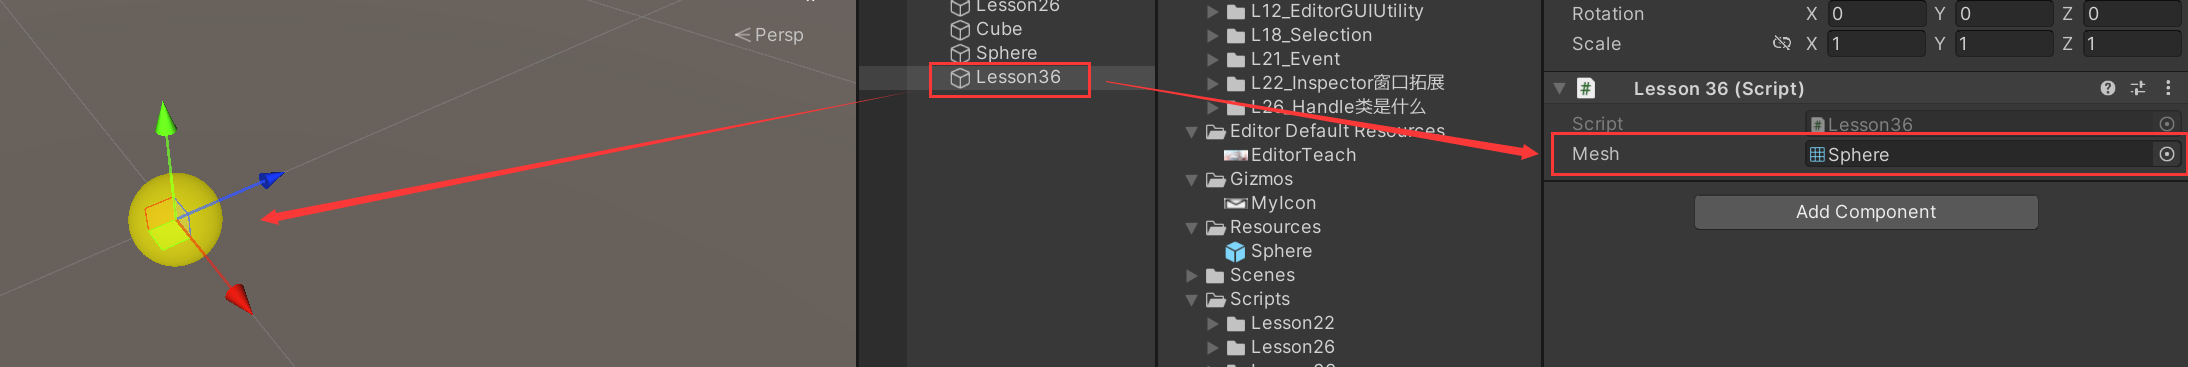 Persp
Lesson26
Cube
Sphere
Lesson36
L12_EditorGUIUtility
L18_Selection
L21_Event
L22_Inspector窗口拓展
L26_Handle类是什么
Editor Default Resources
EditorTeach
Gizmos
MyIcon
Resources
Sphere
Scenes
Scripts
Lesson22
Lesson26
Rotation X 0 Y 0 Z 0
Scale X 1 Y 1 Z 1
# Lesson 36 (Script)
Script # Lesson36
Mesh Sphere
Add Component